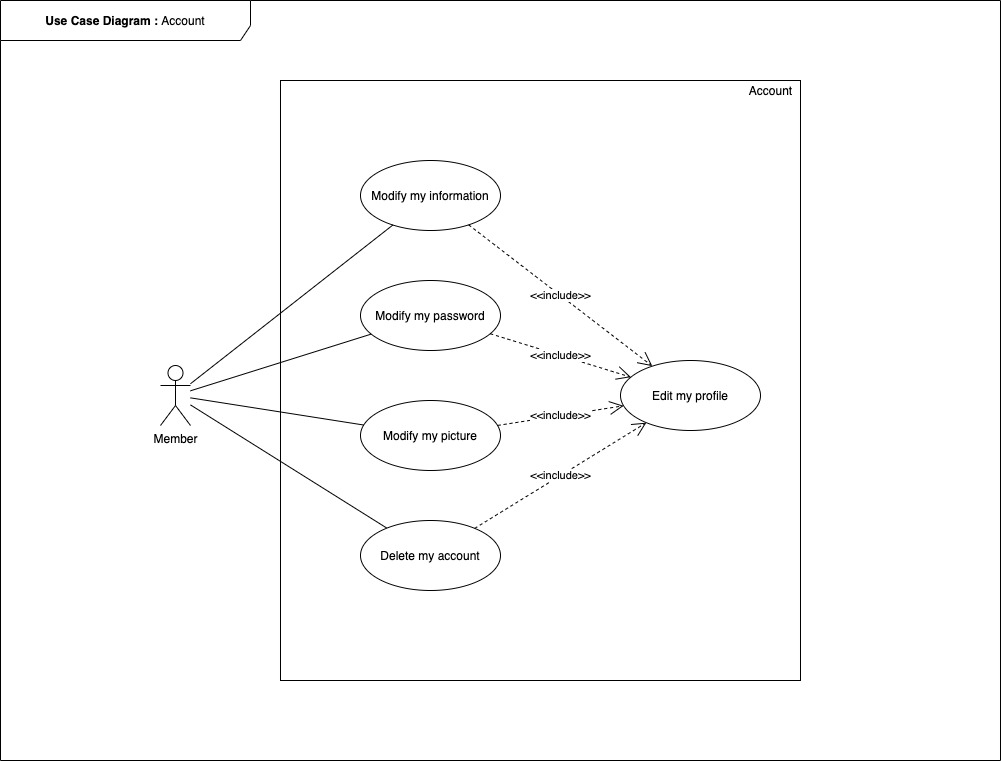 Use Case Diagram : Account
Account
Modify my information
<<include>>
Modify my password
<<include>>
Edit my profile
<<include>>
Modify my picture
Member
<<include>>
Delete my account